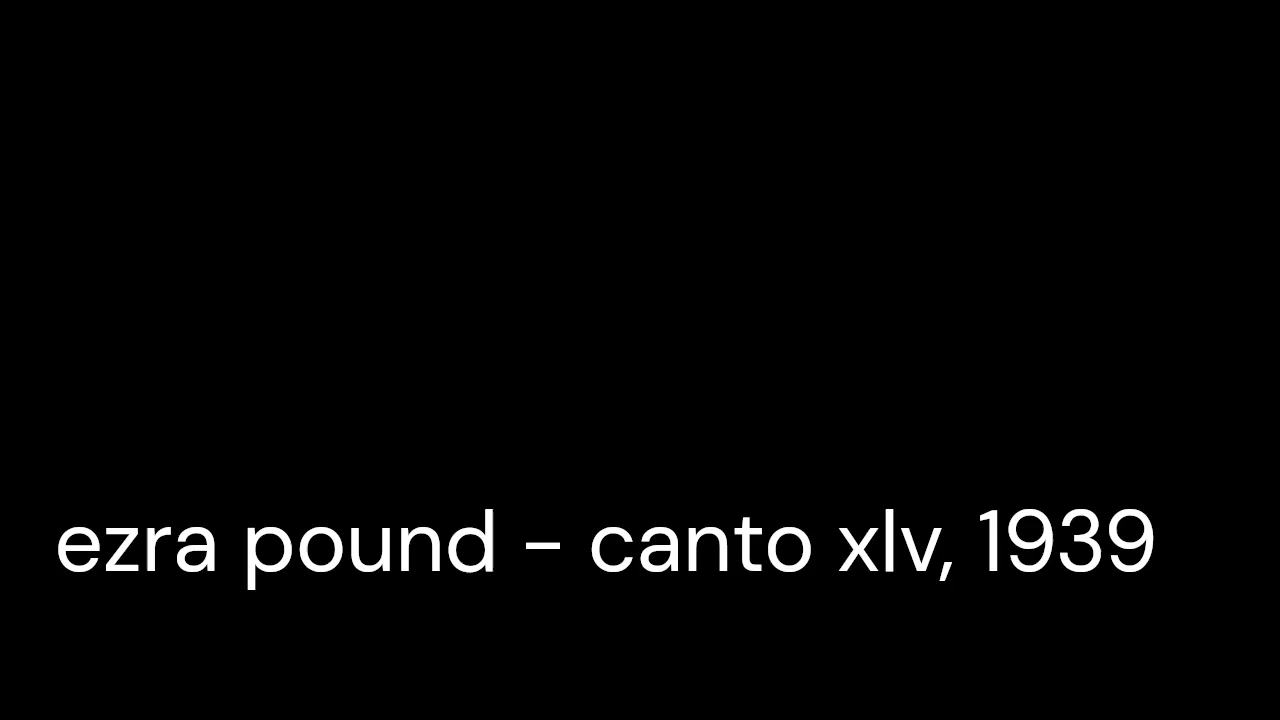 ezra pound – canto xlv, 1939